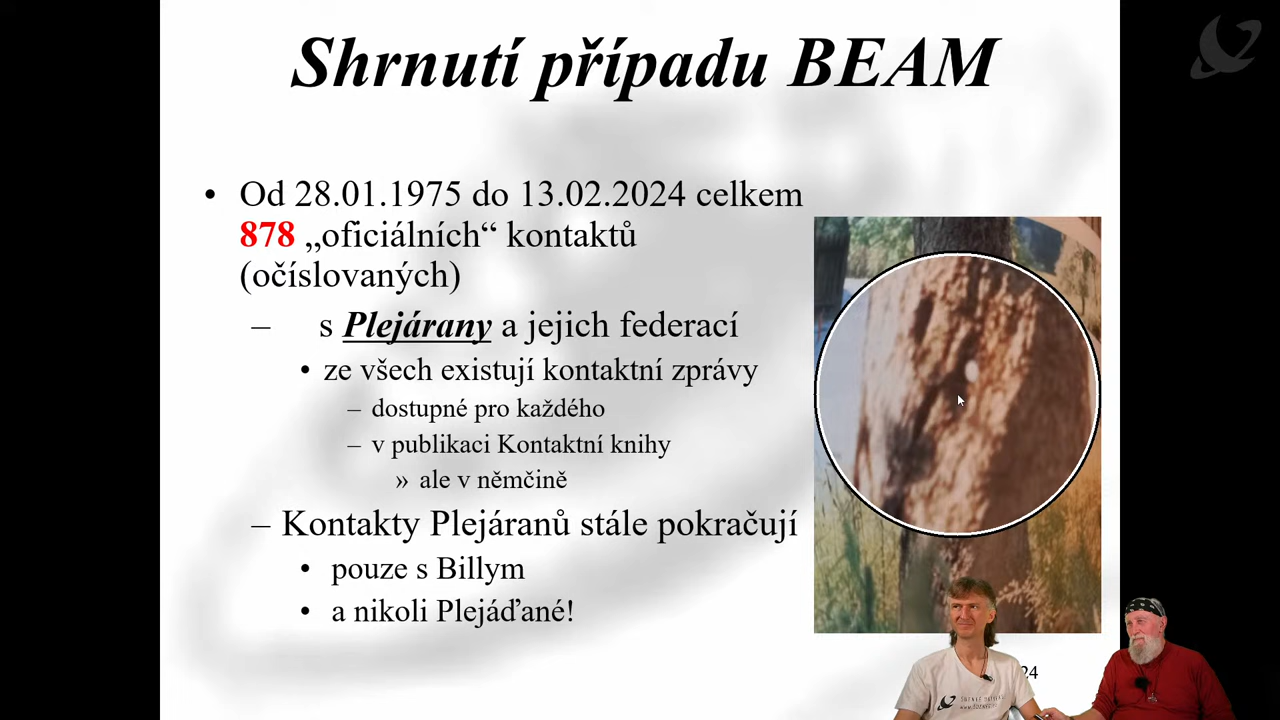 Shrnutí případu BEAM
• Od 28.01.1975 do 13.02.2024 celkem
878 „oficiálních“ kontaktů
(očíslovaných)
– s Plejárany a jejich federací
• ze všech existují kontaktní zprávy
– dostupné pro každého
– v publikaci Kontaktní knihy
» ale v němčině
– Kontakty Plejáranů stále pokračují
• pouze s Billym
• a nikoli Plejáďané!
24